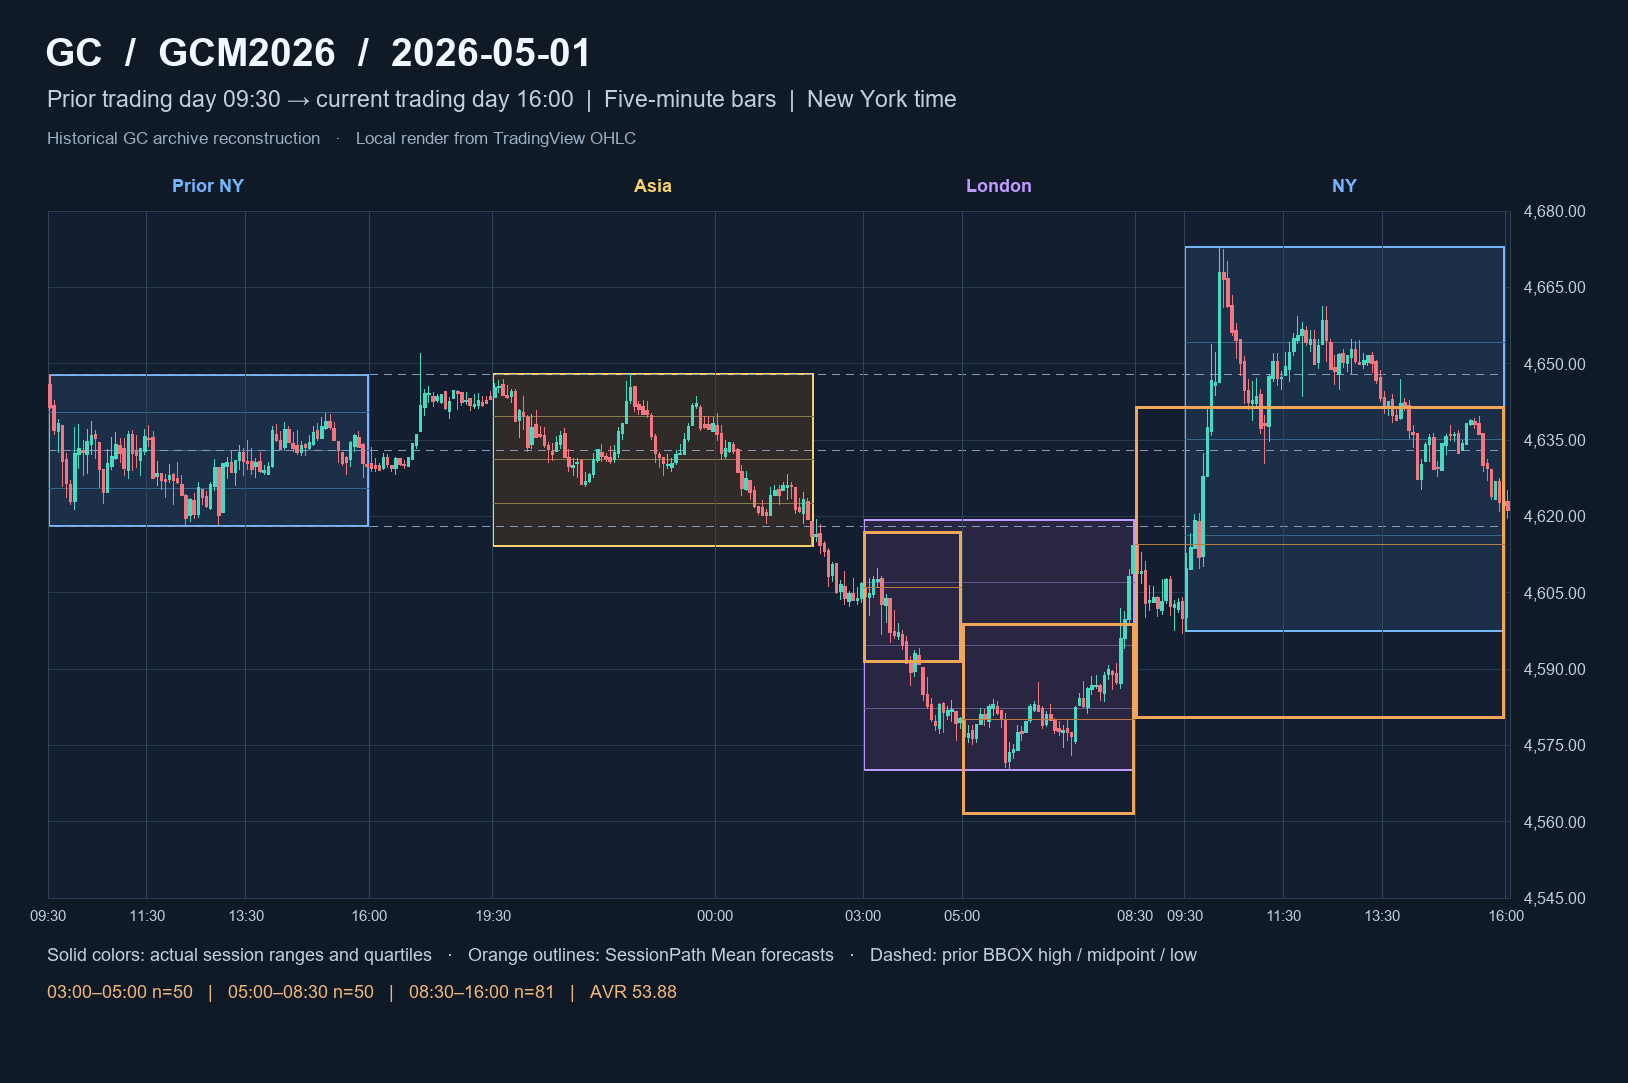 GC / GCM2026 / 2026-05-01
Prior trading day 09:30 → current trading day 16:00 | Five-minute bars | New York time
Historical GC archive reconstruction · Local render from TradingView OHLC
Prior NY Asia London NY
4,680.00
4,665.00
4,650.00
4,635.00
4,620.00
4,605.00
4,590.00
4,575.00
4,560.00
4,545.00
09:30 11:30 13:30 16:00 19:30 00:00 03:00 05:00 08:30 09:30 11:30 13:30 16:00
Solid colors: actual session ranges and quartiles · Orange outlines: SessionPath Mean forecasts · Dashed: prior BBOX high / midpoint / low
03:00–05:00 n=50 | 05:00–08:30 n=50 | 08:30–16:00 n=81 | AVR 53.88